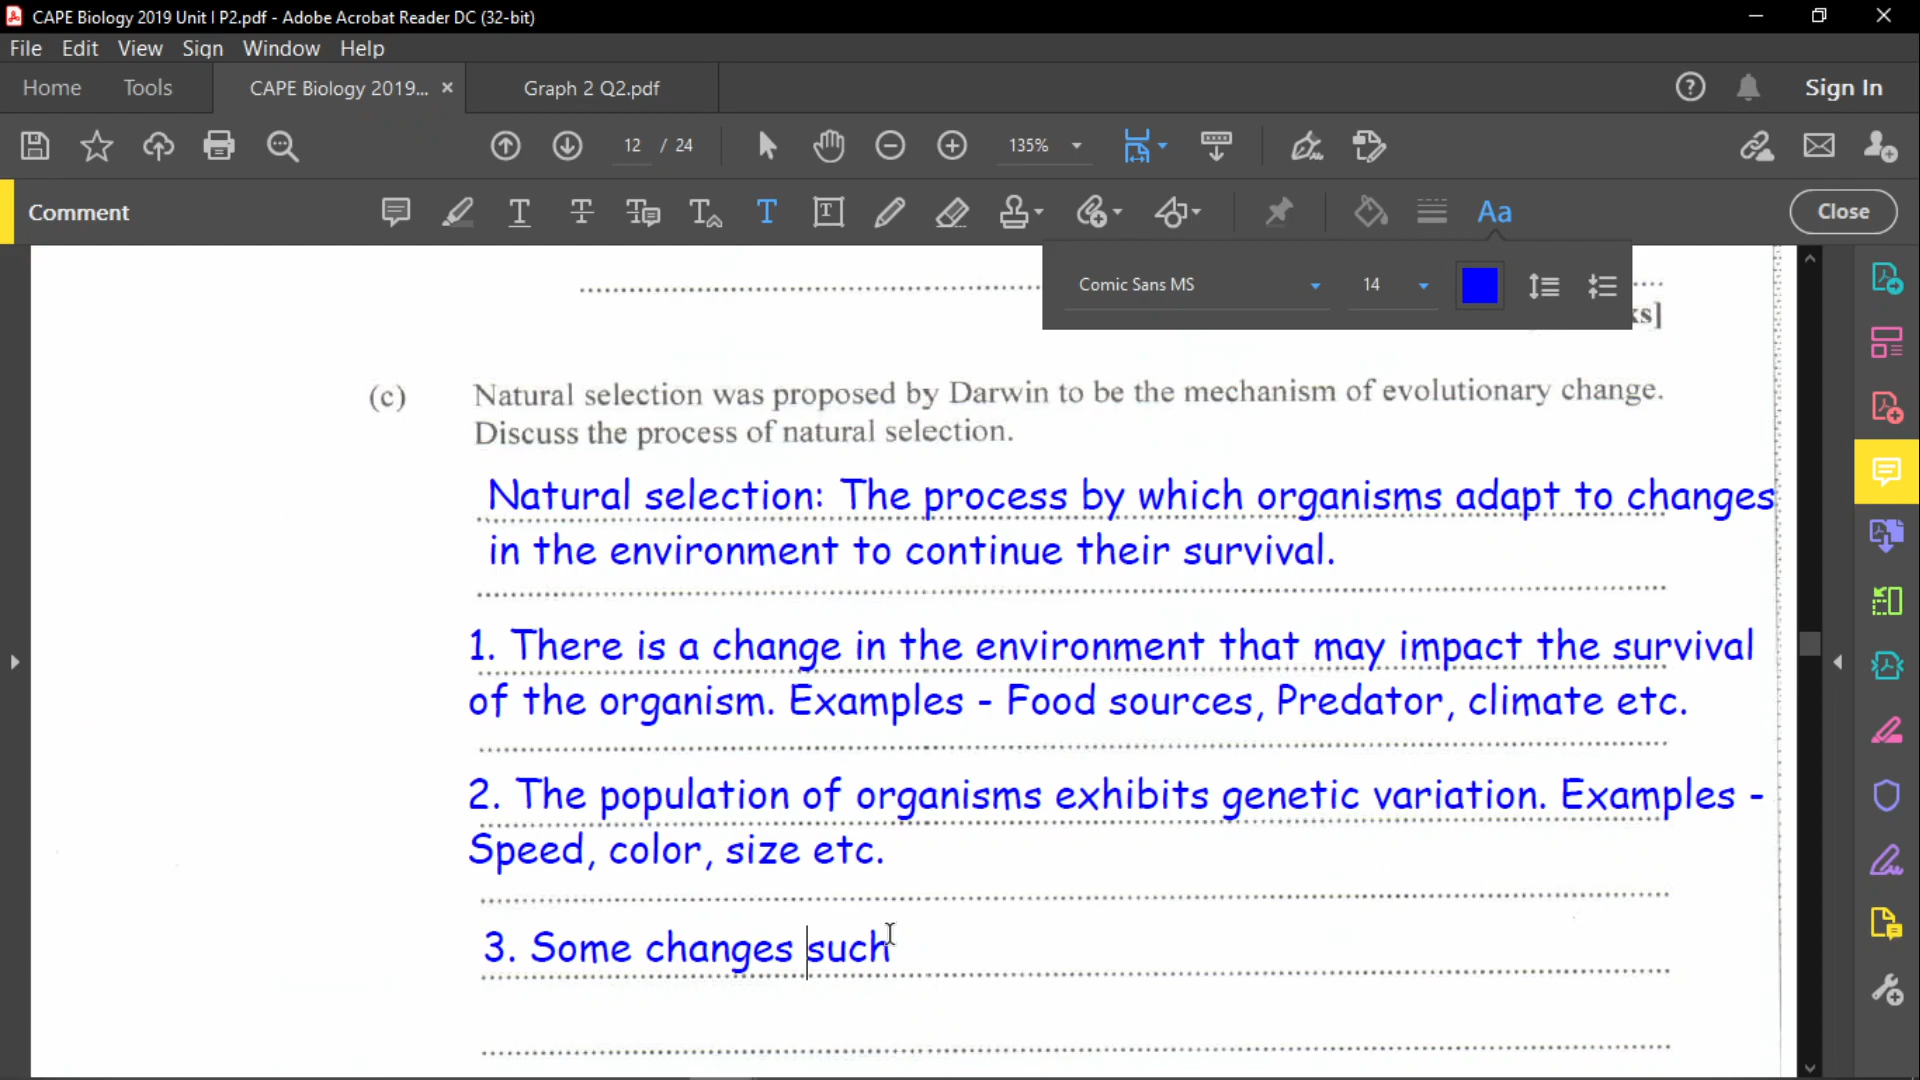 CAPE Biology 2019 Unit I P2.pdf - Adobe Acrobat Reader DC (32-bit)
File Edit View Sign Window Help
Home Tools CAPE Biology 2019... × Graph 2 Q2.pdf Sign In
12 / 24 135%
Comment Close
Comic Sans MS 14
ks]
(c) Natural selection was proposed by Darwin to be the mechanism of evolutionary change.
Discuss the process of natural selection.
Natural selection: The process by which organisms adapt to changes
in the environment to continue their survival.
1. There is a change in the environment that may impact the survival
of the organism. Examples - Food sources, Predator, climate etc.
2. The population of organisms exhibits genetic variation. Examples -
Speed, color, size etc.
3. Some changes such